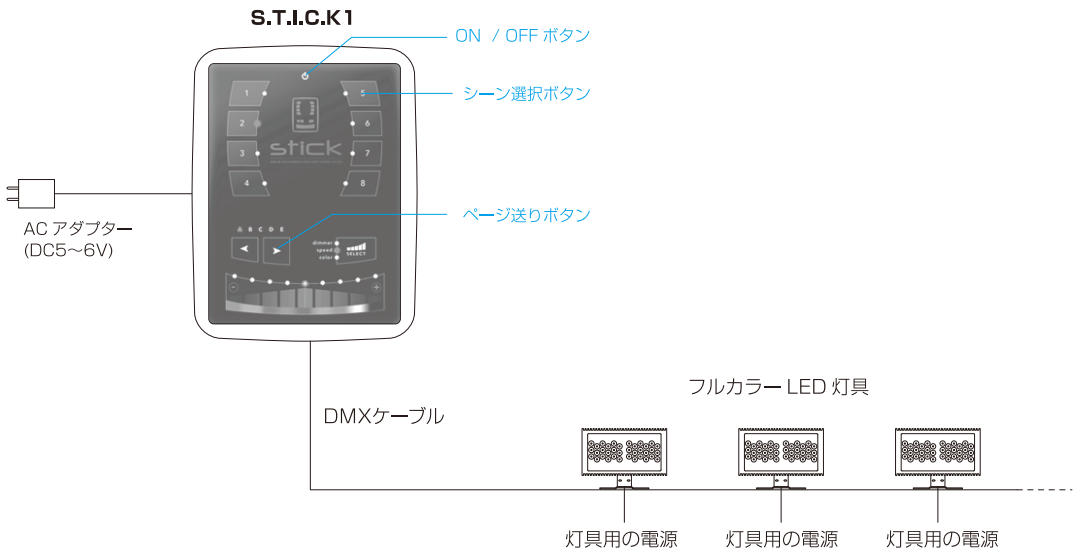 S.T.I.C.K1
ON / OFF ボタン
シーン選択ボタン
ページ送りボタン
1
2
3
4
5
6
7
8
stick
A B C D E
dimmer
speed
color
SELECT
ACアダプター
(DC5〜6V)
DMXケーブル
フルカラー LED 灯具
灯具用の電源
灯具用の電源
灯具用の電源